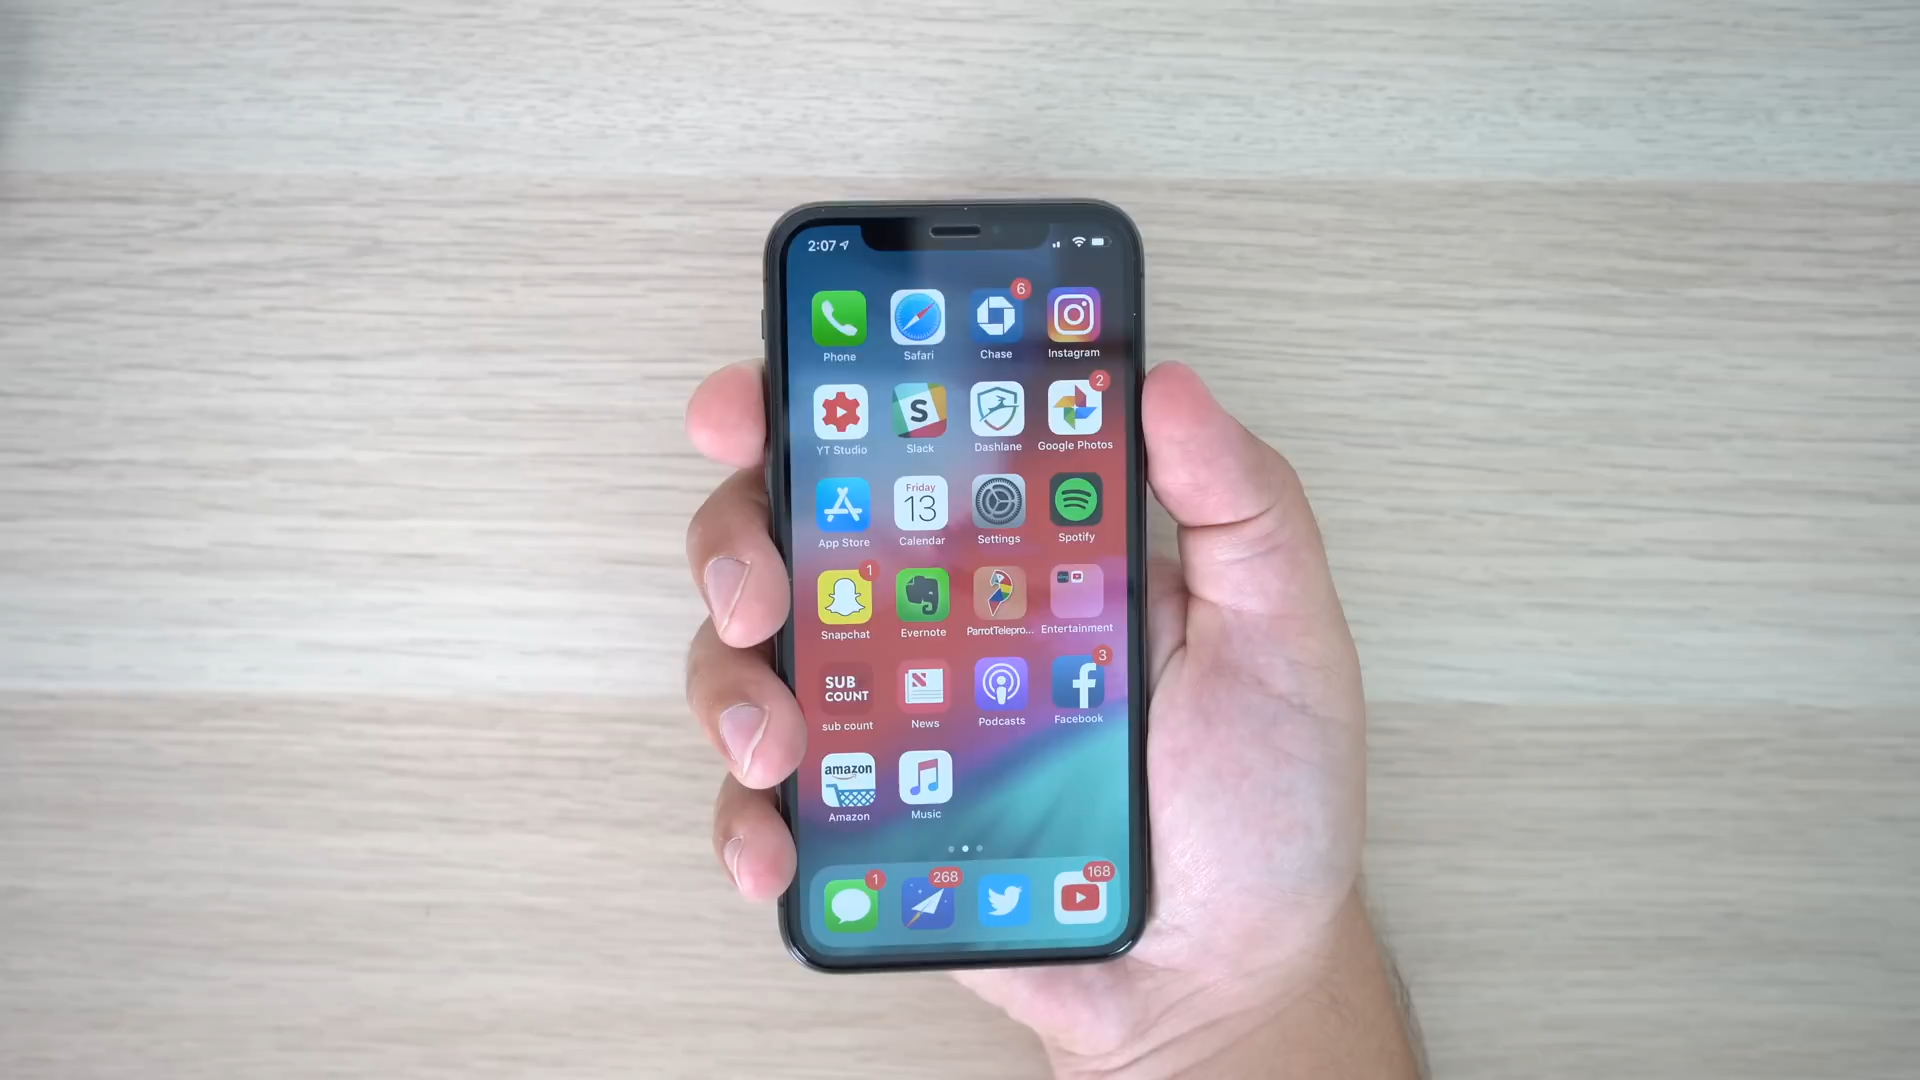 2:07
6
Phone Safari Chase Instagram
2
S
YT Studio Slack Dashlane Google Photos
Friday
13
App Store Calendar Settings Spotify
1
Snapchat Evernote ParrotTelepro... Entertainment
3
SUB
COUNT
sub count News Podcasts Facebook
amazon
Amazon Music
1 268 168